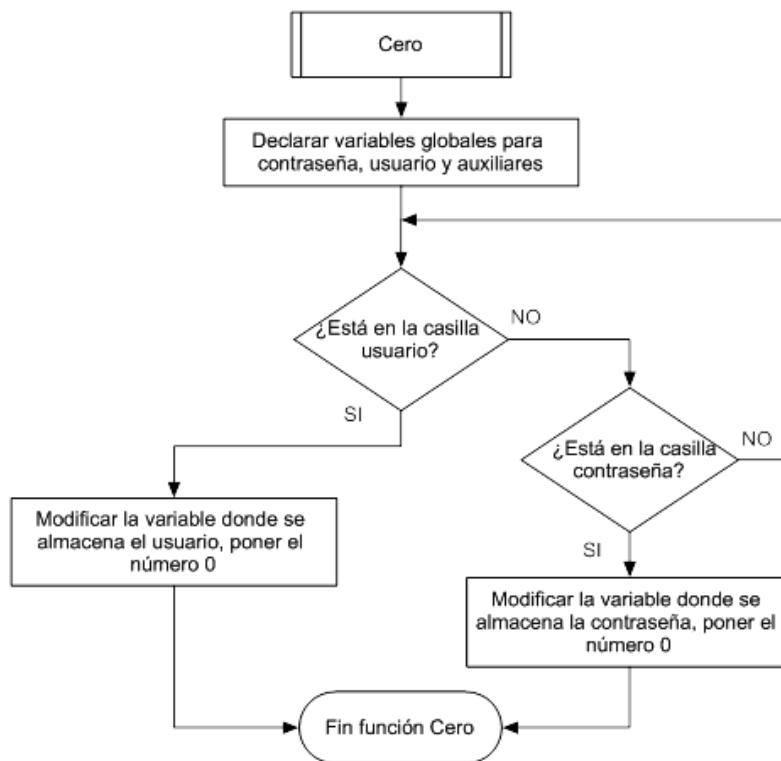 Cero
Declarar variables globales para
contraseña, usuario y auxiliares
¿Está en la casilla
usuario?
NO
SI
¿Está en la casilla
contraseña?
NO
SI
Modificar la variable donde se
almacena el usuario, poner el
número 0
Modificar la variable donde se
almacena la contraseña, poner el
número 0
Fin función Cero